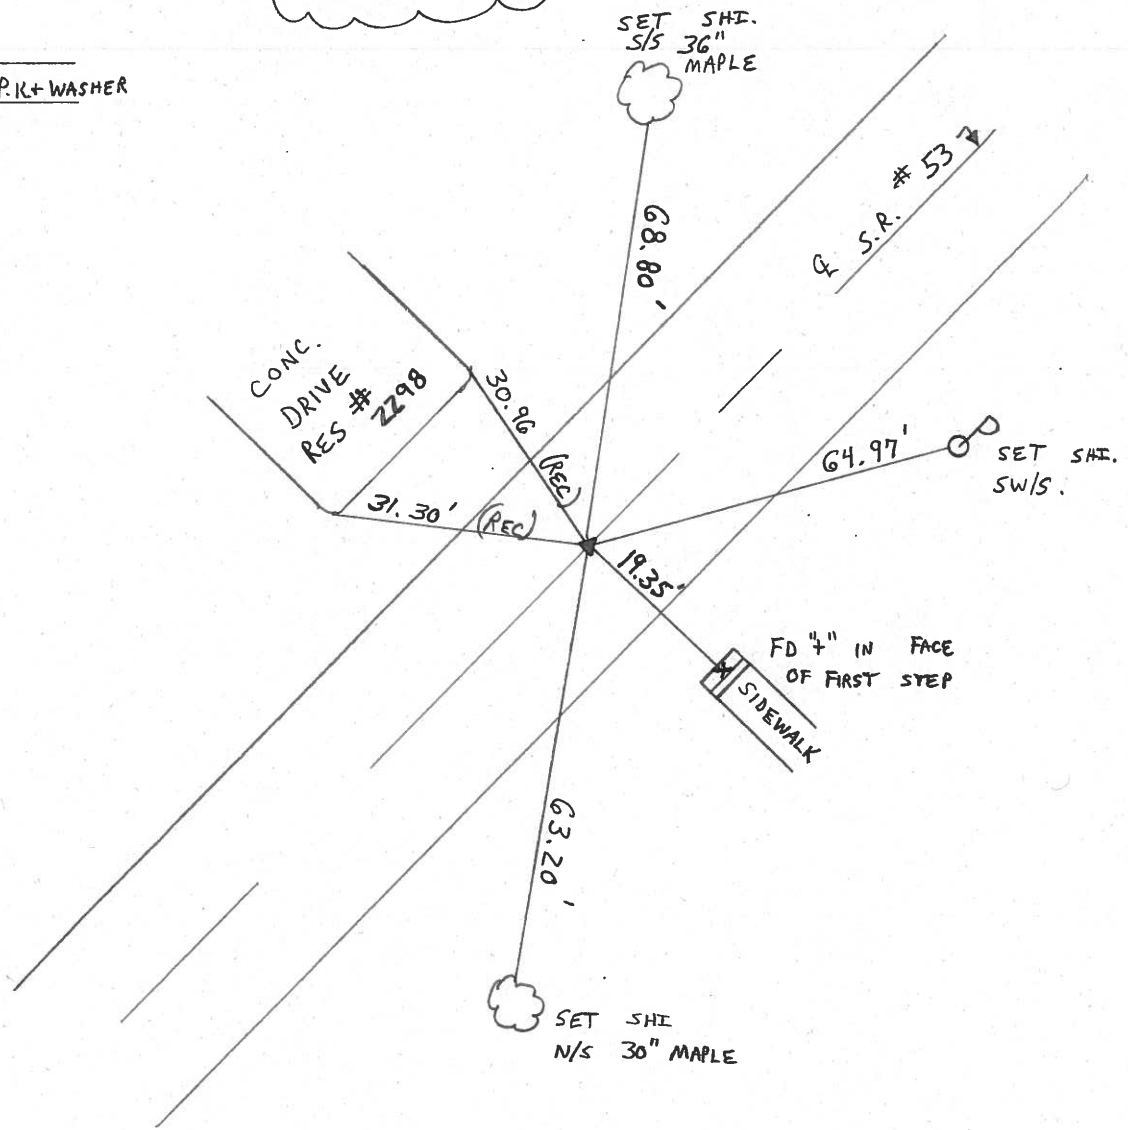 SET SHI.
S/S 36"
MAPLE
P.K+ WASHER
℄ S.R. # 53
68.80'
CONC.
DRIVE
RES #
2298
30.96
(REC)
31.30' (REC)
64.97'
SET SHI.
SW/S.
19.35'
FD "+" IN FACE
OF FIRST STEP
SIDEWALK
63.20'
SET SHI
N/S 30" MAPLE